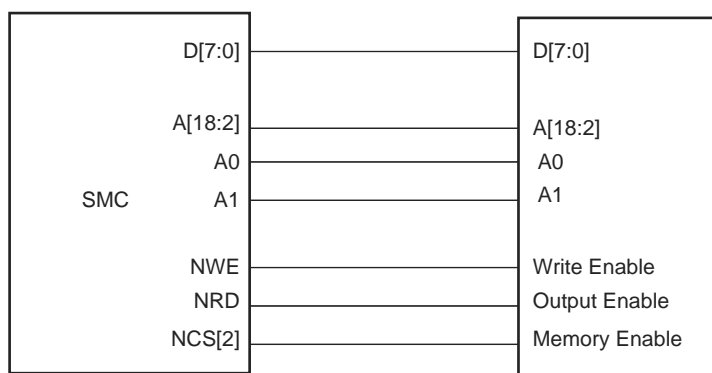 D[7:0] D[7:0]
A[18:2] A[18:2]
A0 A0
SMC A1 A1
NWE Write Enable
NRD Output Enable
NCS[2] Memory Enable